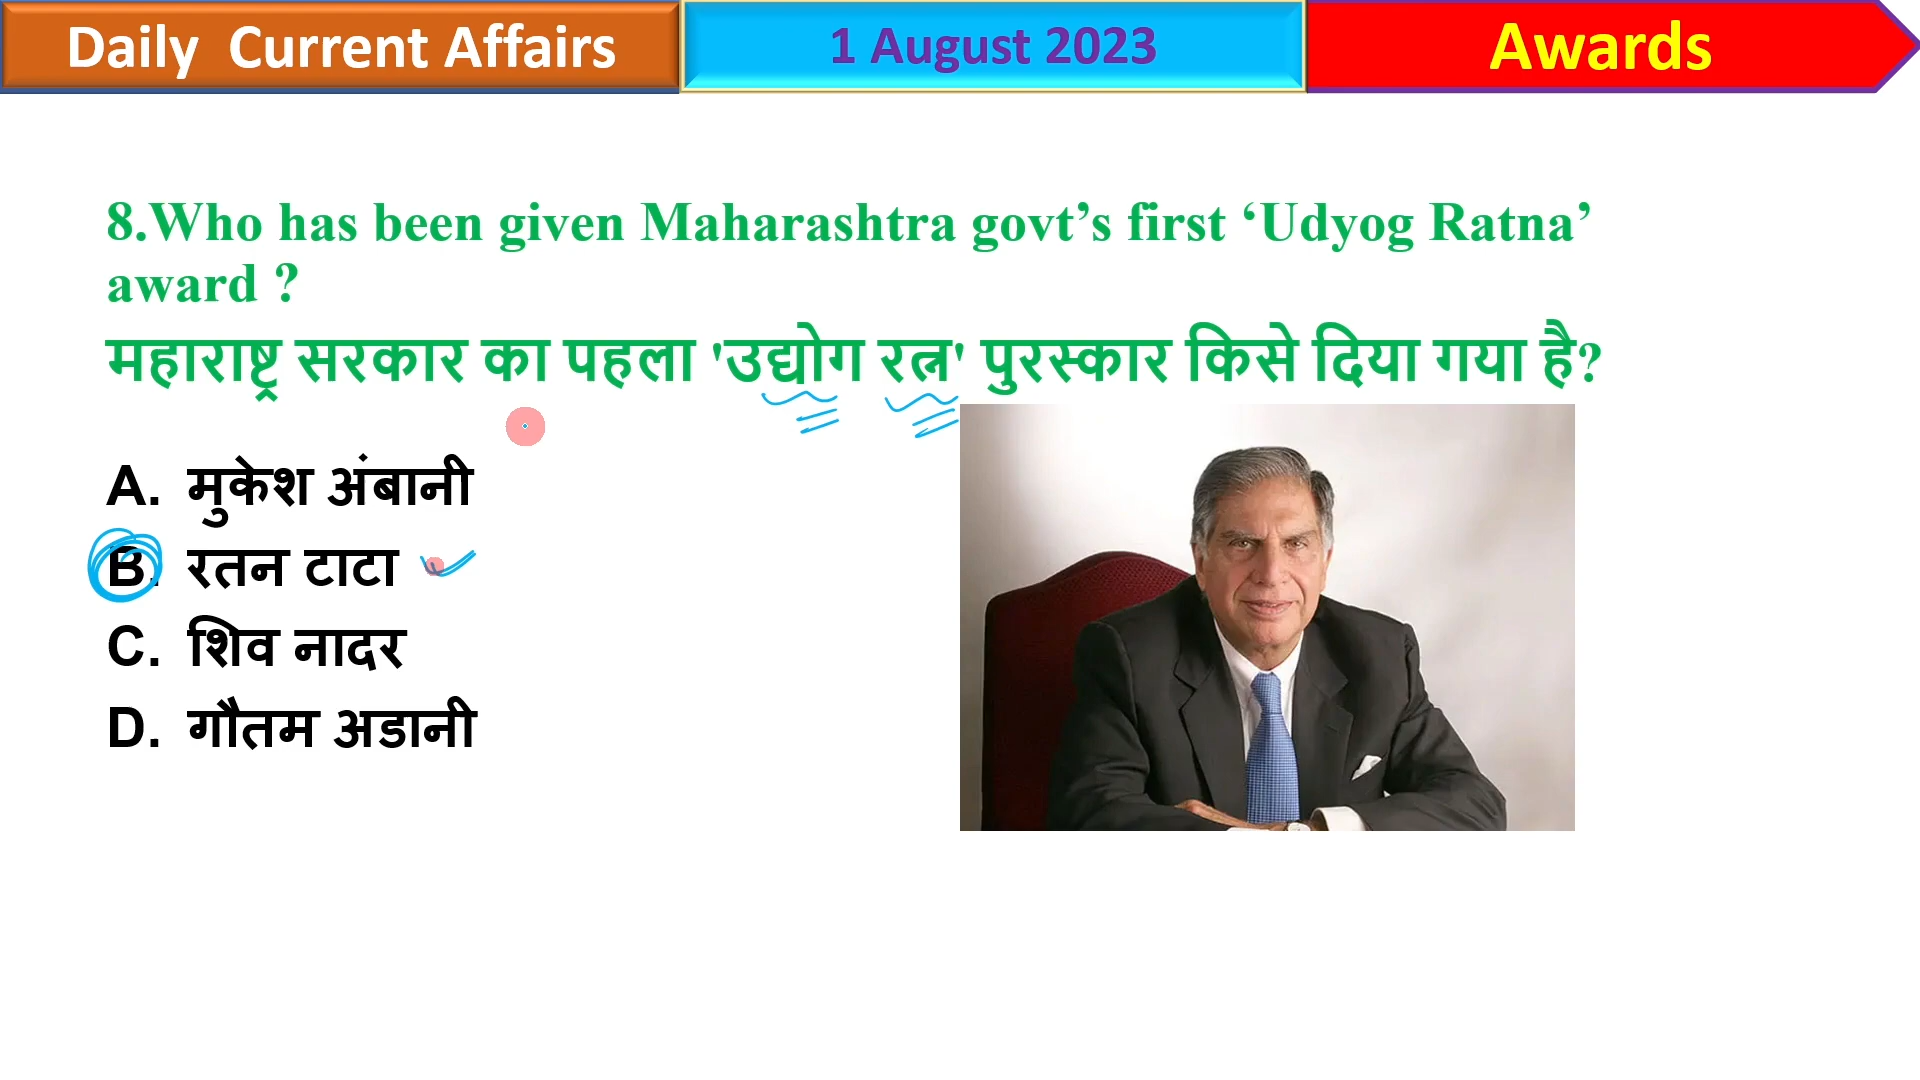 Daily Current Affairs
1 August 2023
Awards
8.Who has been given Maharashtra govt’s first ‘Udyog Ratna’
award ?
महाराष्ट्र सरकार का पहला 'उद्योग रत्न' पुरस्कार किसे दिया गया है?
A. मुकेश अंबानी
B. रतन टाटा
C. शिव नादर
D. गौतम अडानी